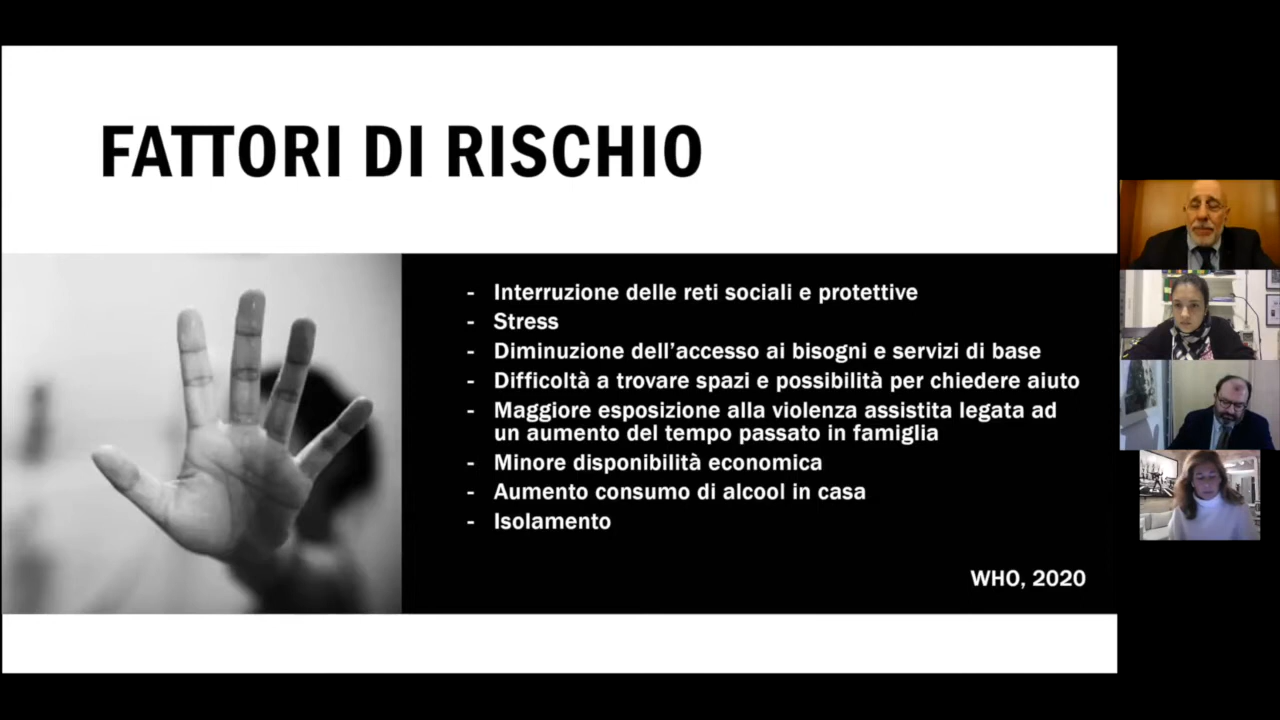 FATTORI DI RISCHIO
- Interruzione delle reti sociali e protettive
- Stress
- Diminuzione dell'accesso ai bisogni e servizi di base
- Difficoltà a trovare spazi e possibilità per chiedere aiuto
- Maggiore esposizione alla violenza assistita legata ad
un aumento del tempo passato in famiglia
- Minore disponibilità economica
- Aumento consumo di alcool in casa
- Isolamento
WHO, 2020